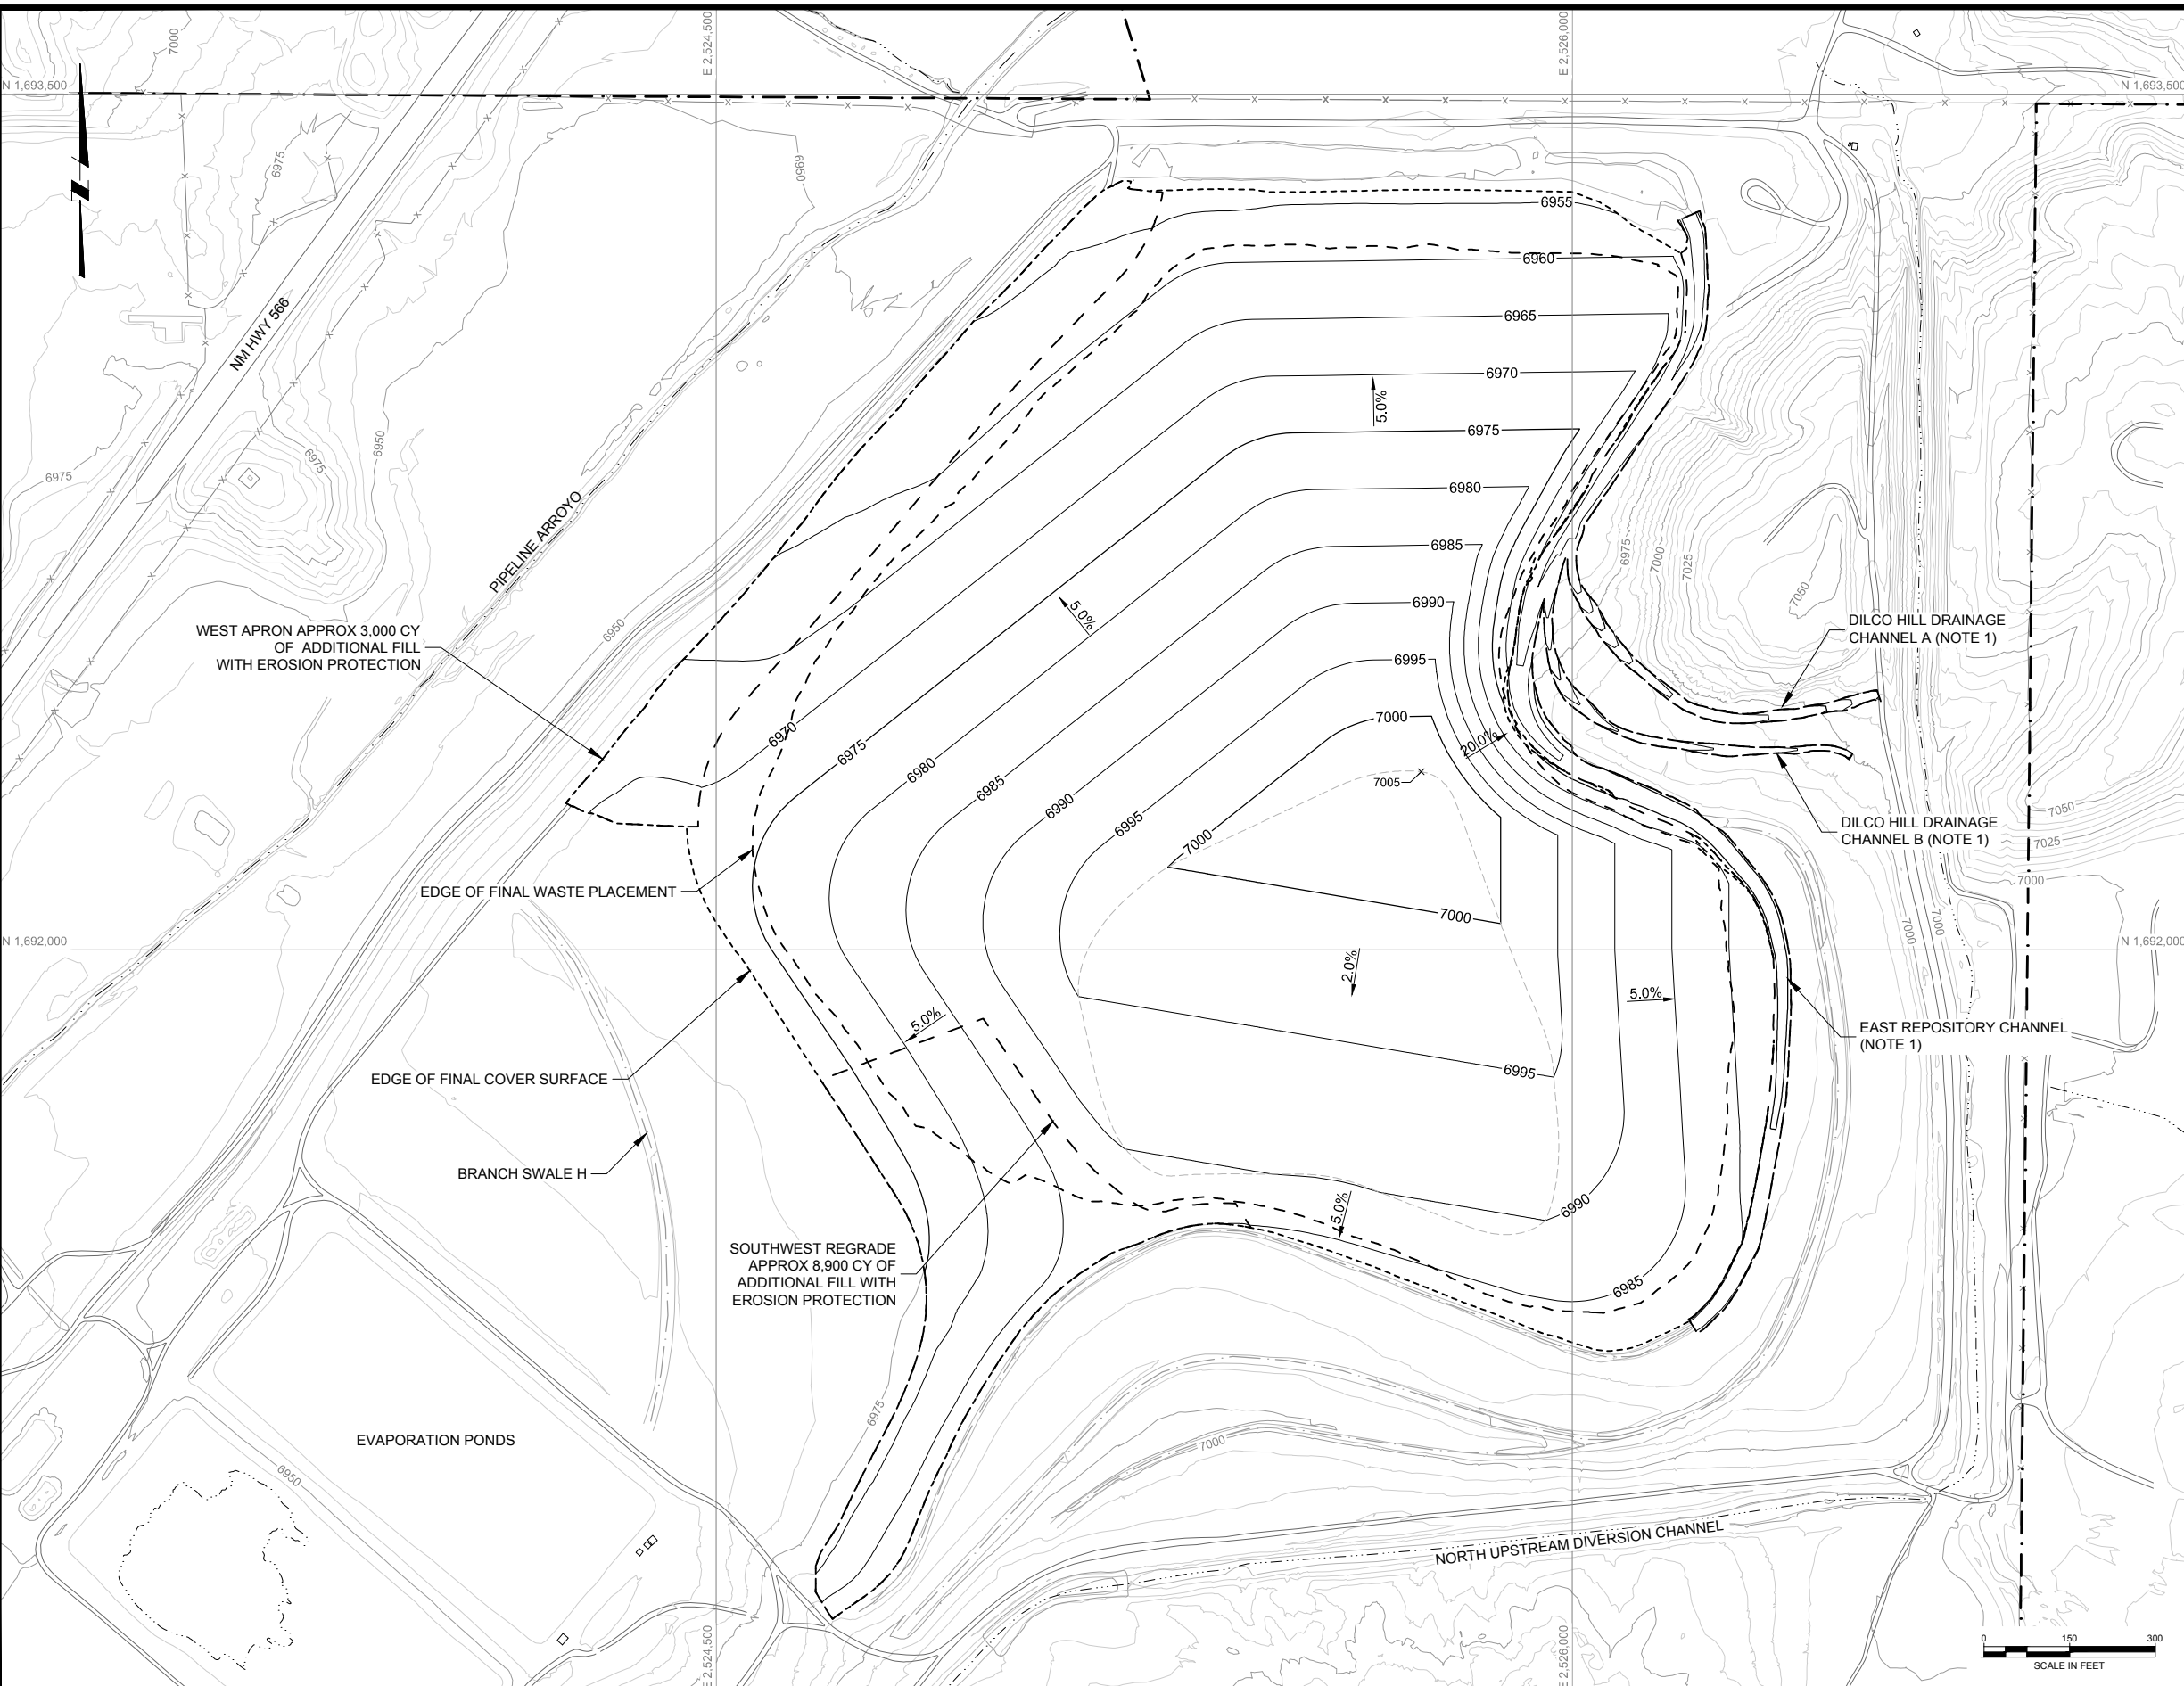 7000
E 2,524,500
E 2,526,000
N 1,693,500
N 1,693,500
6975
6950
6955
6960
NM HWY 566
6965
6970
5.0%
6975
6950
6975
6975
6980
PIPELINE ARROYO
6985
6975
7000
7025
7050
6990
5.0%
6950
WEST APRON APPROX 3,000 CY
OF ADDITIONAL FILL
WITH EROSION PROTECTION
DILCO HILL DRAINAGE
CHANNEL A (NOTE 1)
6995
7000
6970
6975
20.0%
6980
6985
7005
6990
6995
7000
7050
DILCO HILL DRAINAGE
CHANNEL B (NOTE 1)
7025
7000
EDGE OF FINAL WASTE PLACEMENT
7000
7000
7000
N 1,692,000
N 1,692,000
2.0%
5.0%
5.0%
EAST REPOSITORY CHANNEL
(NOTE 1)
EDGE OF FINAL COVER SURFACE
6995
BRANCH SWALE H
6990
5.0%
SOUTHWEST REGRADE
APPROX 8,900 CY OF
ADDITIONAL FILL WITH
EROSION PROTECTION
6985
6975
EVAPORATION PONDS
7000
6950
NORTH UPSTREAM DIVERSION CHANNEL
E 2,524,500
E 2,526,000
0 150 300
SCALE IN FEET